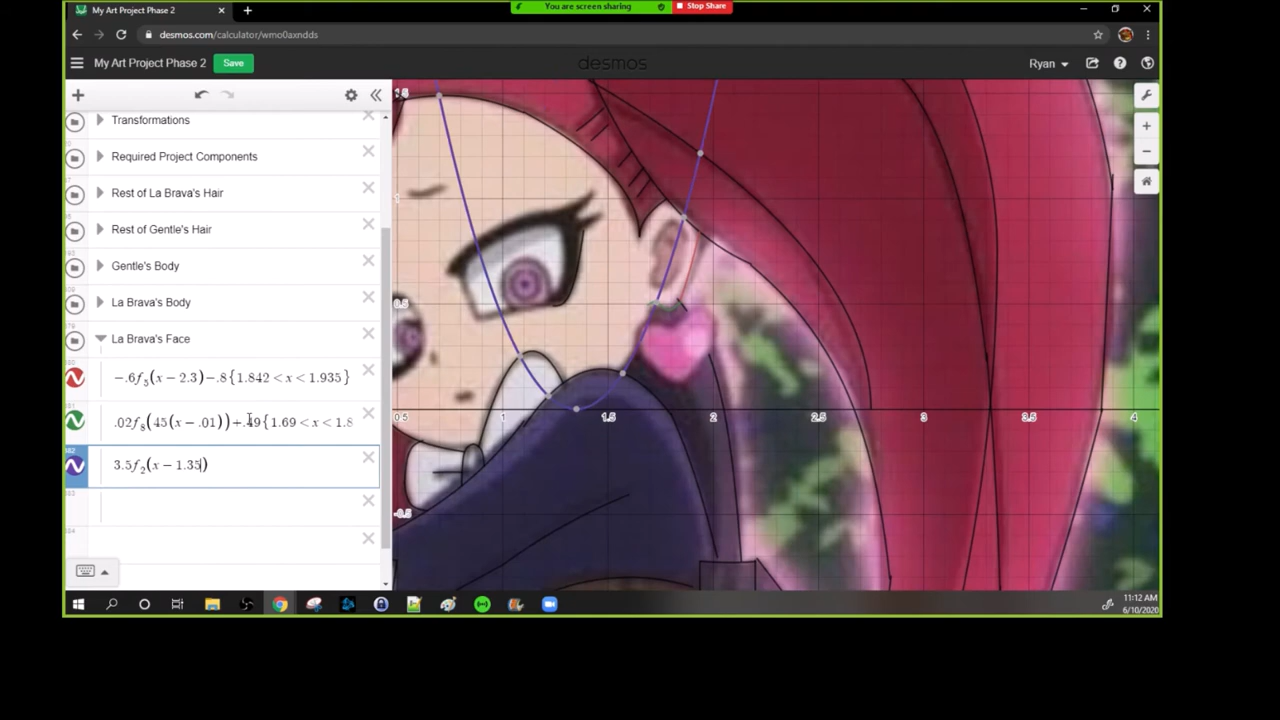 You are screen sharing
Stop Share
My Art Project Phase 2
desmos.com/calculator/wmo0axndds
My Art Project Phase 2
Save
desmos
Ryan
Transformations
Required Project Components
Rest of La Brava's Hair
Rest of Gentle's Hair
Gentle's Body
La Brava's Body
La Brava's Face
−.6f₅(x − 2.3)−.8{1.842 < x < 1.935}
.02f₈(45(x − .01))+.49{1.69 < x < 1.8
3.5f₂(x − 1.35)
1.5
1
0.5
0.5 1 1.5 2 2.5 3 3.5 4
-0.5
11:12 AM
6/10/2020